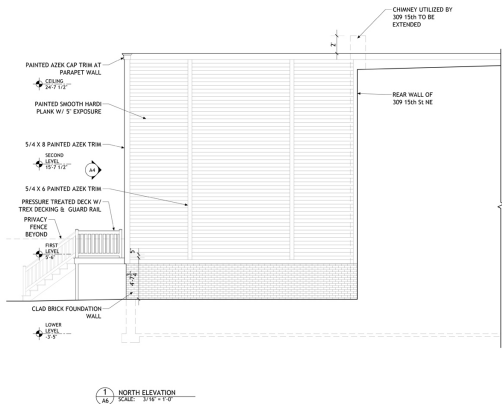 CHIMNEY UTILIZED BY
309 15th TO BE
EXTENDED
2'
PAINTED AZEK CAP TRIM AT
PARAPET WALL
CEILING
24'-7 1/2"
PAINTED SMOOTH HARDI
PLANK W/ 5" EXPOSURE
REAR WALL OF
309 15th St NE
5/4 X 8 PAINTED AZEK TRIM
SECOND
LEVEL
15'-7 1/2"
A4
5/4 X 6 PAINTED AZEK TRIM
PRESSURE TREATED DECK W/
TREX DECKING & GUARD RAIL
PRIVACY
FENCE
BEYOND
FIRST
LEVEL
5'-6"
5"
CLAD BRICK FOUNDATION
WALL
LOWER
LEVEL
-3'-5"
1
A6
NORTH ELEVATION
SCALE: 3/16" = 1'-0"